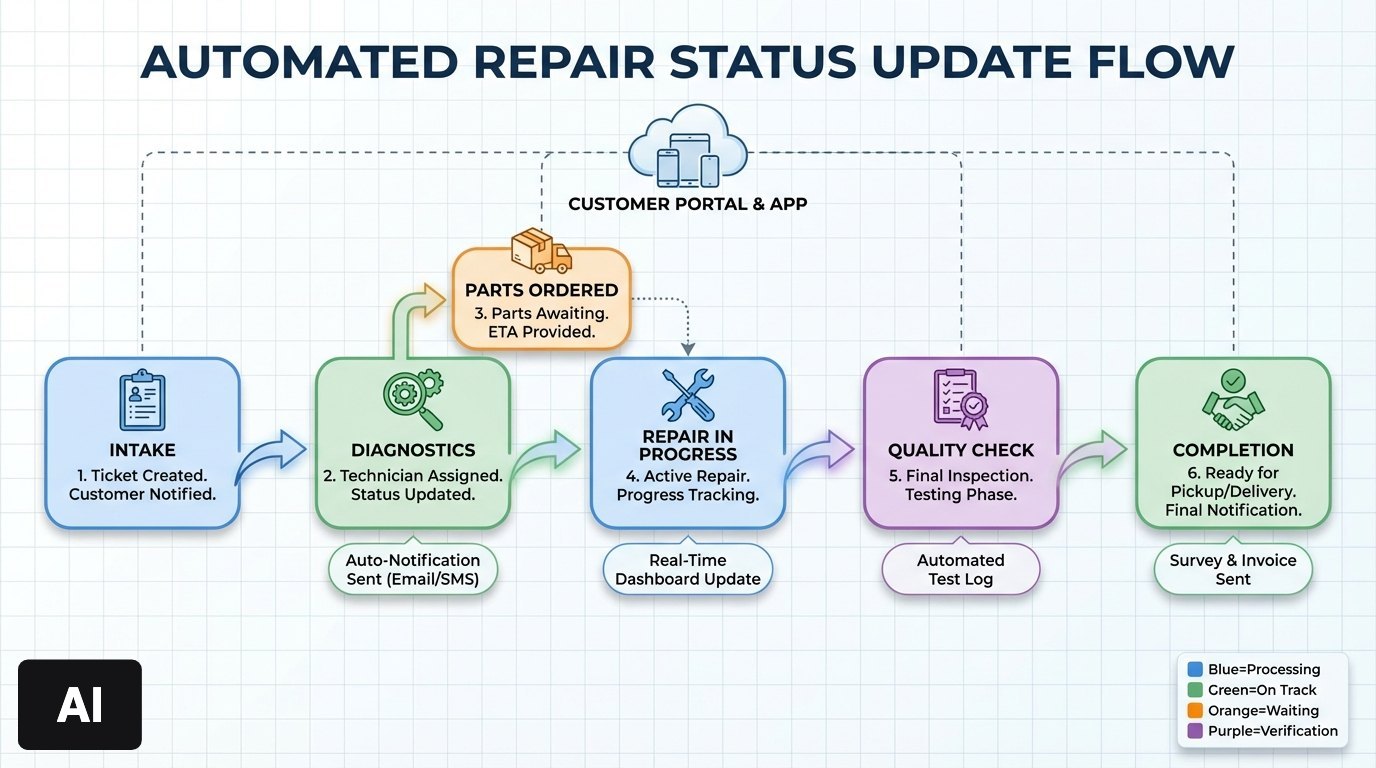 AUTOMATED REPAIR STATUS UPDATE FLOW
CUSTOMER PORTAL & APP
PARTS ORDERED
3. Parts Awaiting.
ETA Provided.
INTAKE
1. Ticket Created.
Customer Notified.
DIAGNOSTICS
2. Technician Assigned.
Status Updated.
REPAIR IN
PROGRESS
4. Active Repair.
Progress Tracking.
QUALITY CHECK
5. Final Inspection.
Testing Phase.
COMPLETION
6. Ready for
Pickup/Delivery.
Final Notification.
Auto-Notification
Sent (Email/SMS)
Real-Time
Dashboard Update
Automated
Test Log
Survey & Invoice
Sent
AI
Blue=Processing
Green=On Track
Orange=Waiting
Purple=Verification